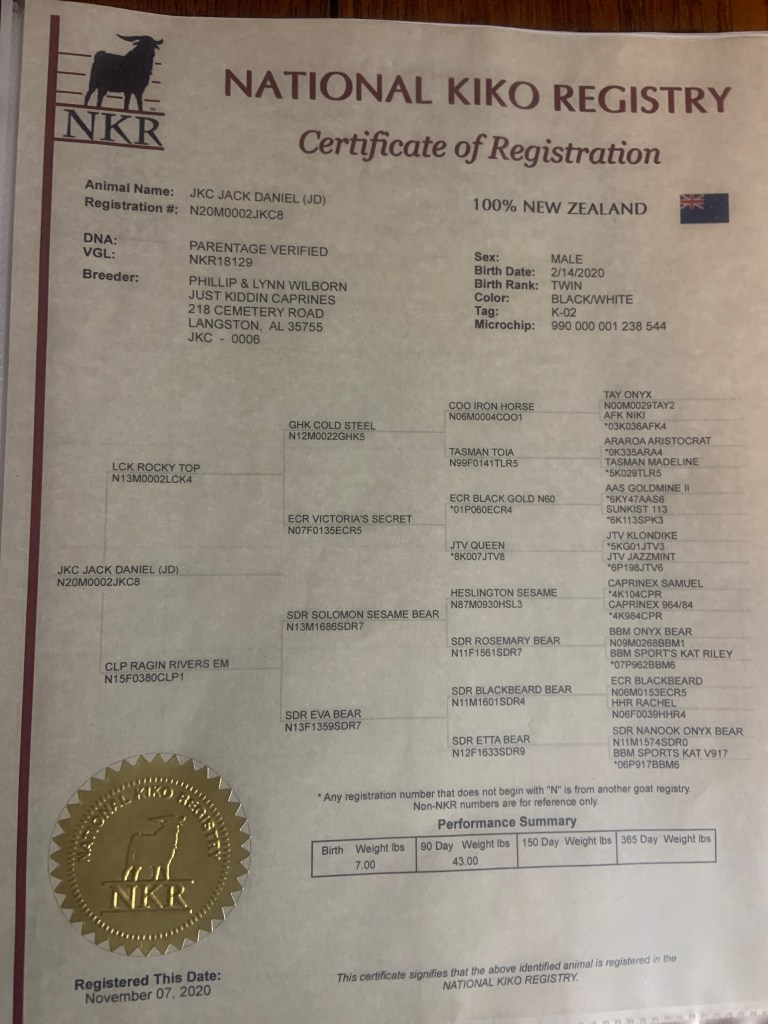 NKR
NATIONAL KIKO REGISTRY
Certificate of Registration
Animal Name: JKC JACK DANIEL (JD)
Registration #: N20M0002JKC8
100% NEW ZEALAND
DNA: PARENTAGE VERIFIED
VGL: NKR18129
Breeder: PHILLIP & LYNN WILBORN
JUST KIDDIN CAPRINES
218 CEMETERY ROAD
LANGSTON, AL 35755
JKC - 0006
Sex: MALE
Birth Date: 2/14/2020
Birth Rank: TWIN
Color: BLACK/WHITE
Tag: K-02
Microchip: 990 000 001 238 544
JKC JACK DANIEL (JD)
N20M0002JKC8
LCK ROCKY TOP
N13M0002LCK4
CLP RAGIN RIVERS EM
N15F0380CLP1
GHK COLD STEEL
N12M0022GHK5
ECR VICTORIA'S SECRET
N07F0135ECR5
SDR SOLOMON SESAME BEAR
N13M1686SDR7
SDR EVA BEAR
N13F1359SDR7
COO IRON HORSE
N06M0004COO1
TASMAN TOIA
N99F0141TLR5
ECR BLACK GOLD N60
*01P060ECR4
JTV QUEEN
*8K007JTV8
HESLINGTON SESAME
N87M0930HSL3
SDR ROSEMARY BEAR
N11F1561SDR7
SDR BLACKBEARD BEAR
N11M1601SDR4
SDR ETTA BEAR
N12F1633SDR9
TAY ONYX
N00M0029TAY2
AFK NIKI
*03K036AFK4
ARAROA ARISTOCRAT
*0K335ARA4
TASMAN MADELINE
*5K029TLR5
AAS GOLDMINE II
*6KY47AAS6
SUNKIST 113
*6K113SPK3
JTV KLONDIKE
*5KG01JTV3
JTV JAZZMINT
*6P198JTV6
CAPRINEX SAMUEL
*4K104CPR
CAPRINEX 964/84
*4K984CPR
BBM ONYX BEAR
N09M0268BBM1
BBM SPORT'S KAT RILEY
*07P962BBM6
ECR BLACKBEARD
N06M0153ECR5
HHR RACHEL
N06F0039HHR4
SDR NANOOK ONYX BEAR
N11M1574SDR0
BBM SPORTS KAT V917
*06P917BBM6
* Any registration number that does not begin with "N" is from another goat registry.
Non-NKR numbers are for reference only.
Performance Summary
Birth Weight lbs 90 Day Weight lbs 150 Day Weight lbs 365 Day Weight lbs
7.00 43.00
NATIONAL KIKO REGISTRY
NKR
Registered This Date:
November 07, 2020
This certificate signifies that the above identified animal is registered in the
NATIONAL KIKO REGISTRY.